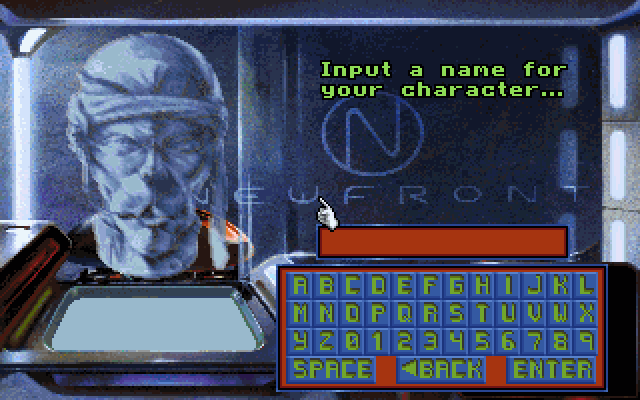 Input a name for
your character...
N
NEWFRONT
A B C D E F G H I J K L
M N O P Q R S T U V W X
Y Z 0 1 2 3 4 5 6 7 8 9
SPACE ◄BACK ENTER